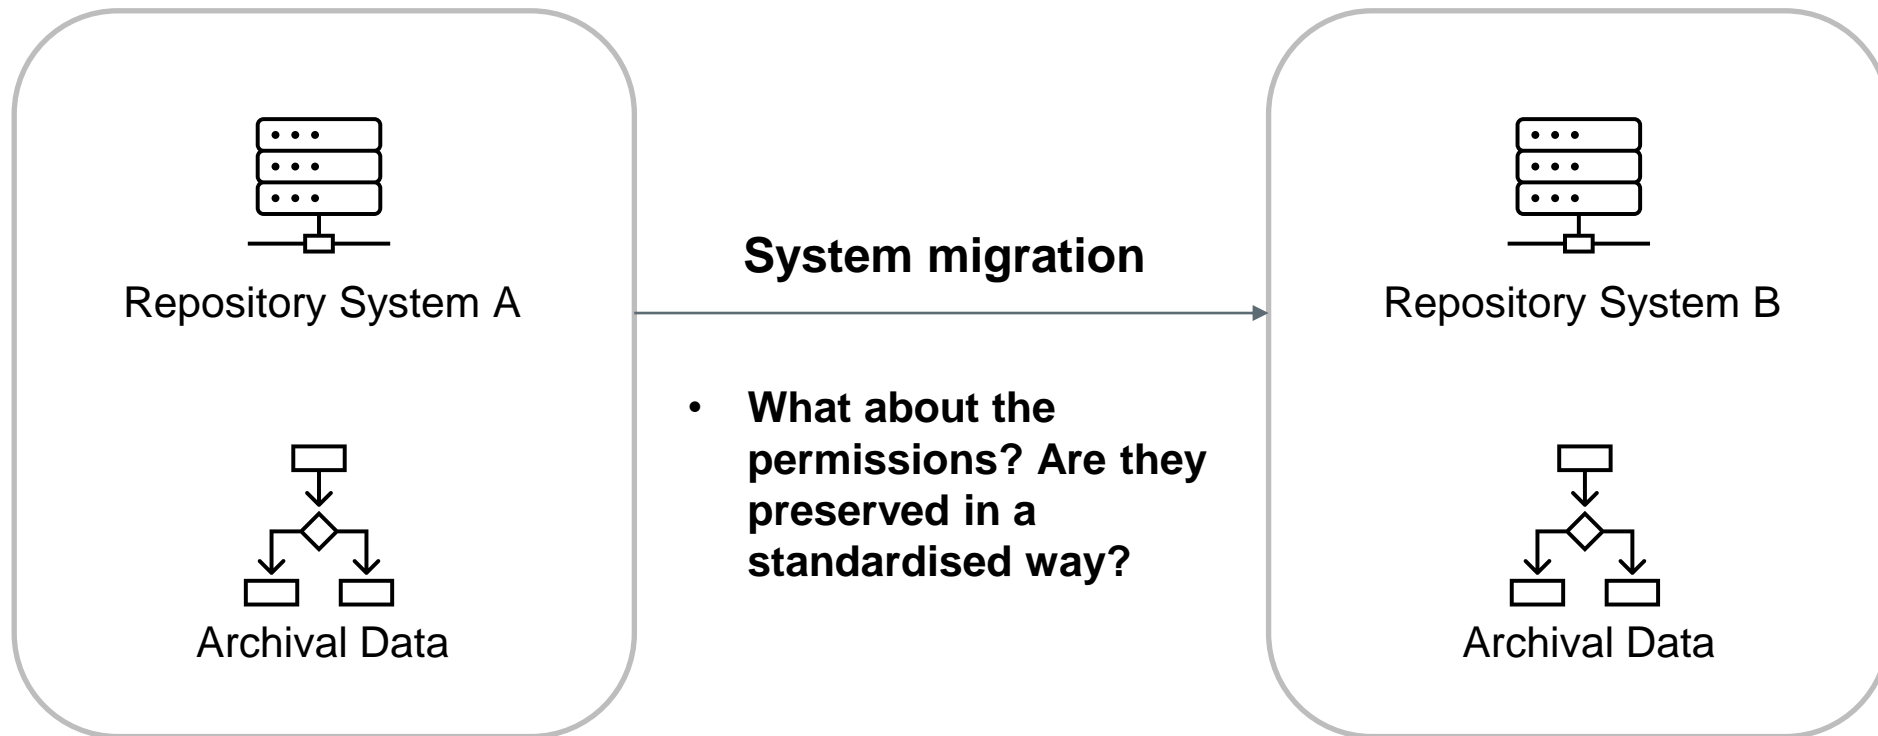 Repository System A
Archival Data
System migration
• What about the
permissions? Are they
preserved in a
standardised way?
Repository System B
Archival Data